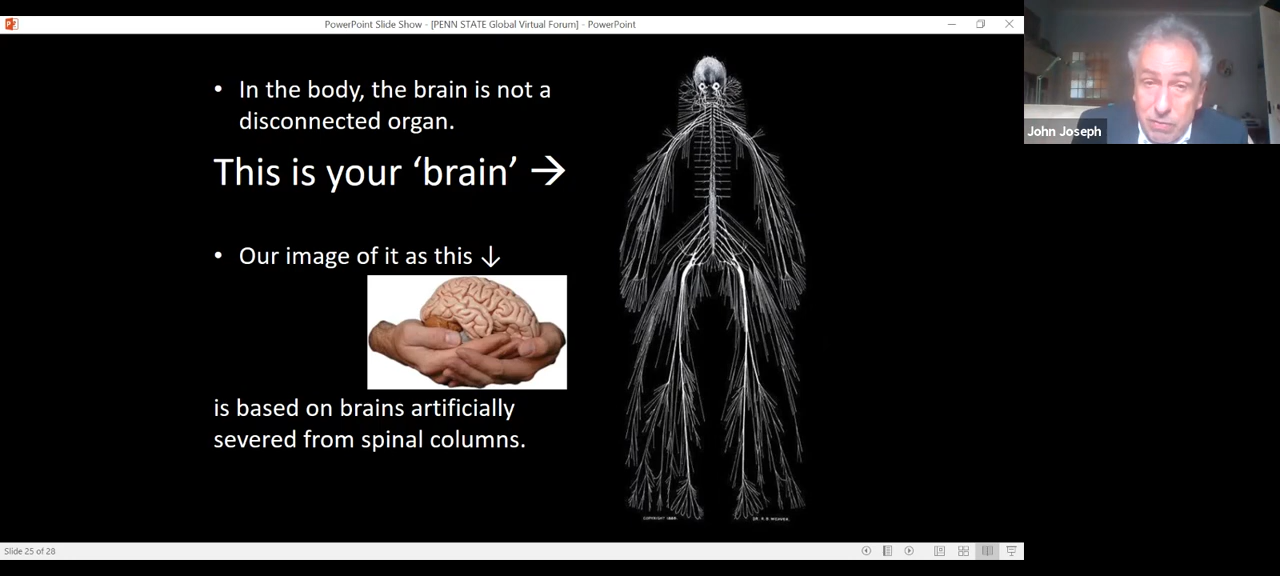 PowerPoint Slide Show - [PENN STATE Global Virtual Forum] - PowerPoint
• In the body, the brain is not a
disconnected organ.
This is your ‘brain’ →
• Our image of it as this ↓
is based on brains artificially
severed from spinal columns.
COPYRIGHT
Slide 25 of 28
John Joseph